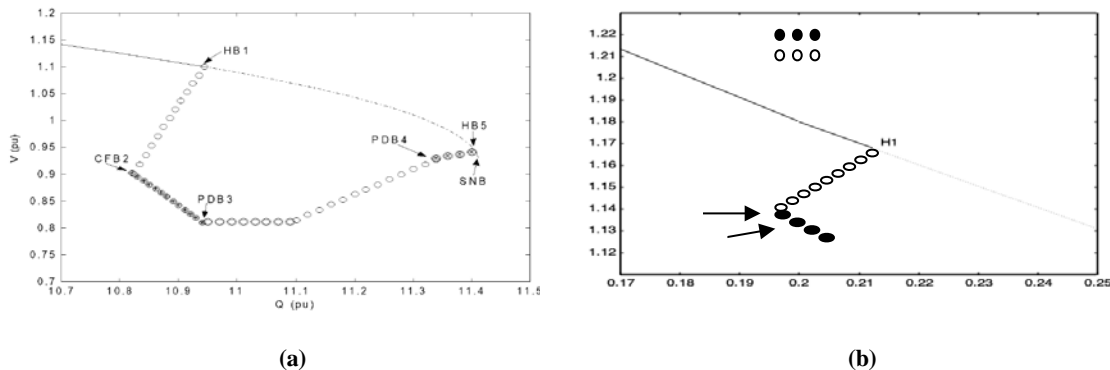 1.2
1.15
1.1
1.05
1
0.95
0.9
0.85
0.8
0.75
0.7
V (pu)
HB1
CFB2
PDB3
PDB4
HB5
SNB
10.7 10.8 10.9 11 11.1 11.2 11.3 11.4 11.5
Q (pu)
(a)
1.22
1.21
1.2
1.19
1.18
1.17
1.16
1.15
1.14
1.13
1.12
H1
0.17 0.18 0.19 0.2 0.21 0.22 0.23 0.24 0.25
(b)